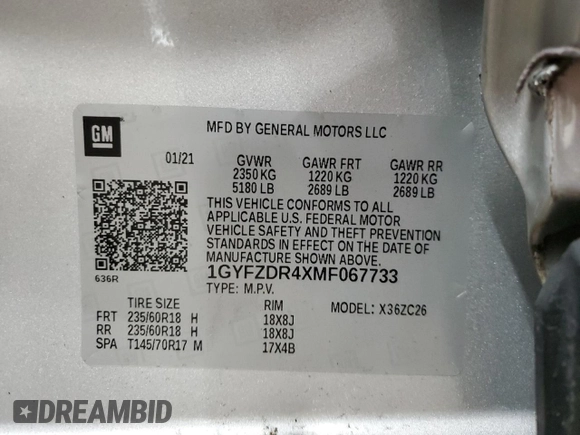 GM
MFD BY GENERAL MOTORS LLC
01/21 GVWR GAWR FRT GAWR RR
2350 KG 1220 KG 1220 KG
5180 LB 2689 LB 2689 LB
THIS VEHICLE CONFORMS TO ALL
APPLICABLE U.S. FEDERAL MOTOR
VEHICLE SAFETY AND THEFT PREVENTION
STANDARDS IN EFFECT ON THE DATE OF
MANUFACTURE SHOWN ABOVE.
636R
1GYFZDR4XMF067733
TYPE: M.P.V.
TIRE SIZE RIM MODEL: X36ZC26
FRT 235/60R18 H 18X8J
RR 235/60R18 H 18X8J
SPA T145/70R17 M 17X4B
DREAMBID